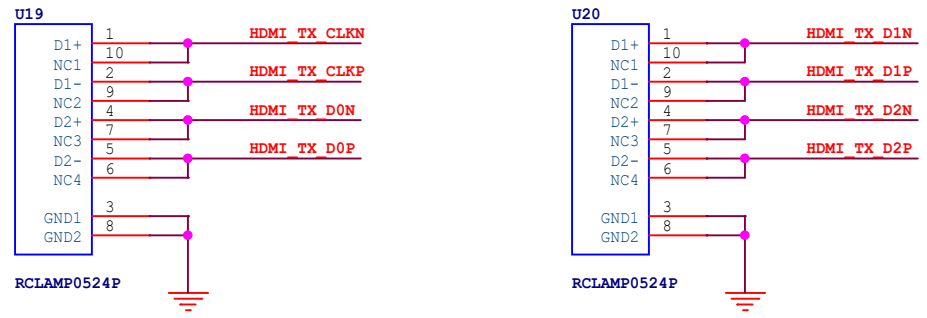 U19
1 HDMI_TX_CLKN
D1+
10
NC1
2 HDMI_TX_CLKP
D1-
9
NC2
4 HDMI_TX_D0N
D2+
7
NC3
5 HDMI_TX_D0P
D2-
6
NC4
3
GND1
8
GND2
RCLAMP0524P
U20
1 HDMI_TX_D1N
D1+
10
NC1
2 HDMI_TX_D1P
D1-
9
NC2
4 HDMI_TX_D2N
D2+
7
NC3
5 HDMI_TX_D2P
D2-
6
NC4
3
GND1
8
GND2
RCLAMP0524P